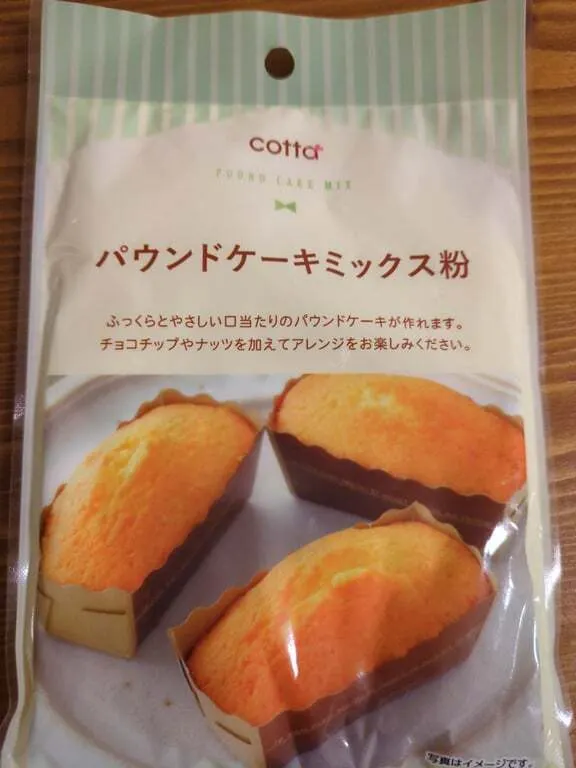 cotta
POUND CAKE MIX
パウンドケーキミックス粉
ふっくらとやさしい口当たりのパウンドケーキが作れます。
チョコチップやナッツを加えてアレンジをお楽しみください。
写真はイメージです。